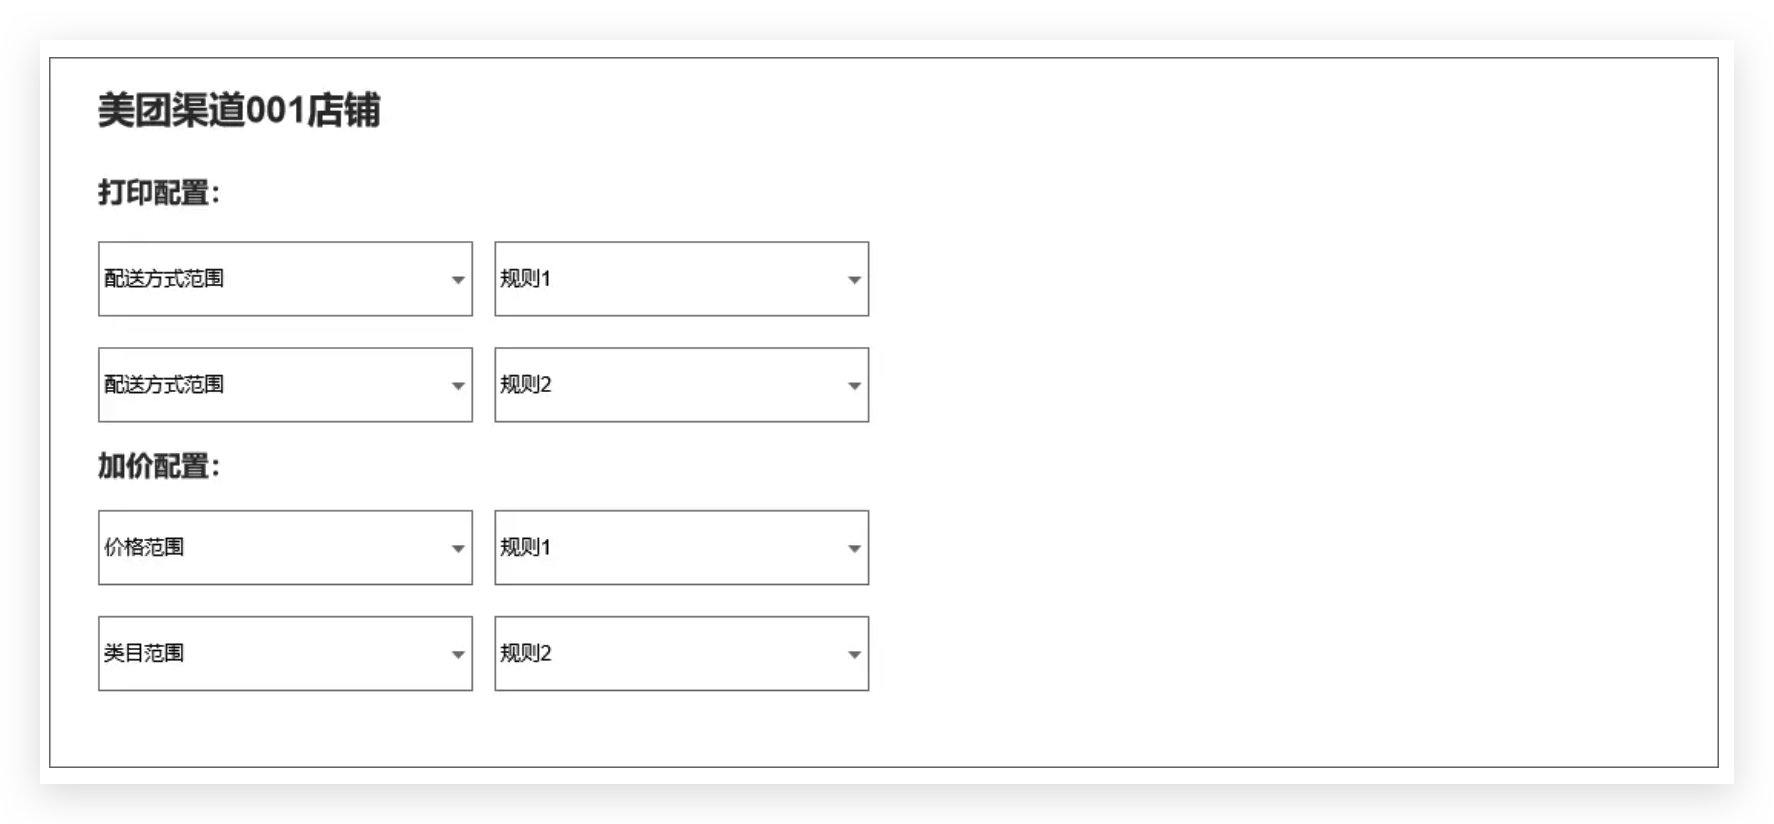 美团渠道001店铺
打印配置：
配送方式范围 规则1
配送方式范围 规则2
加价配置：
价格范围 规则1
类目范围 规则2